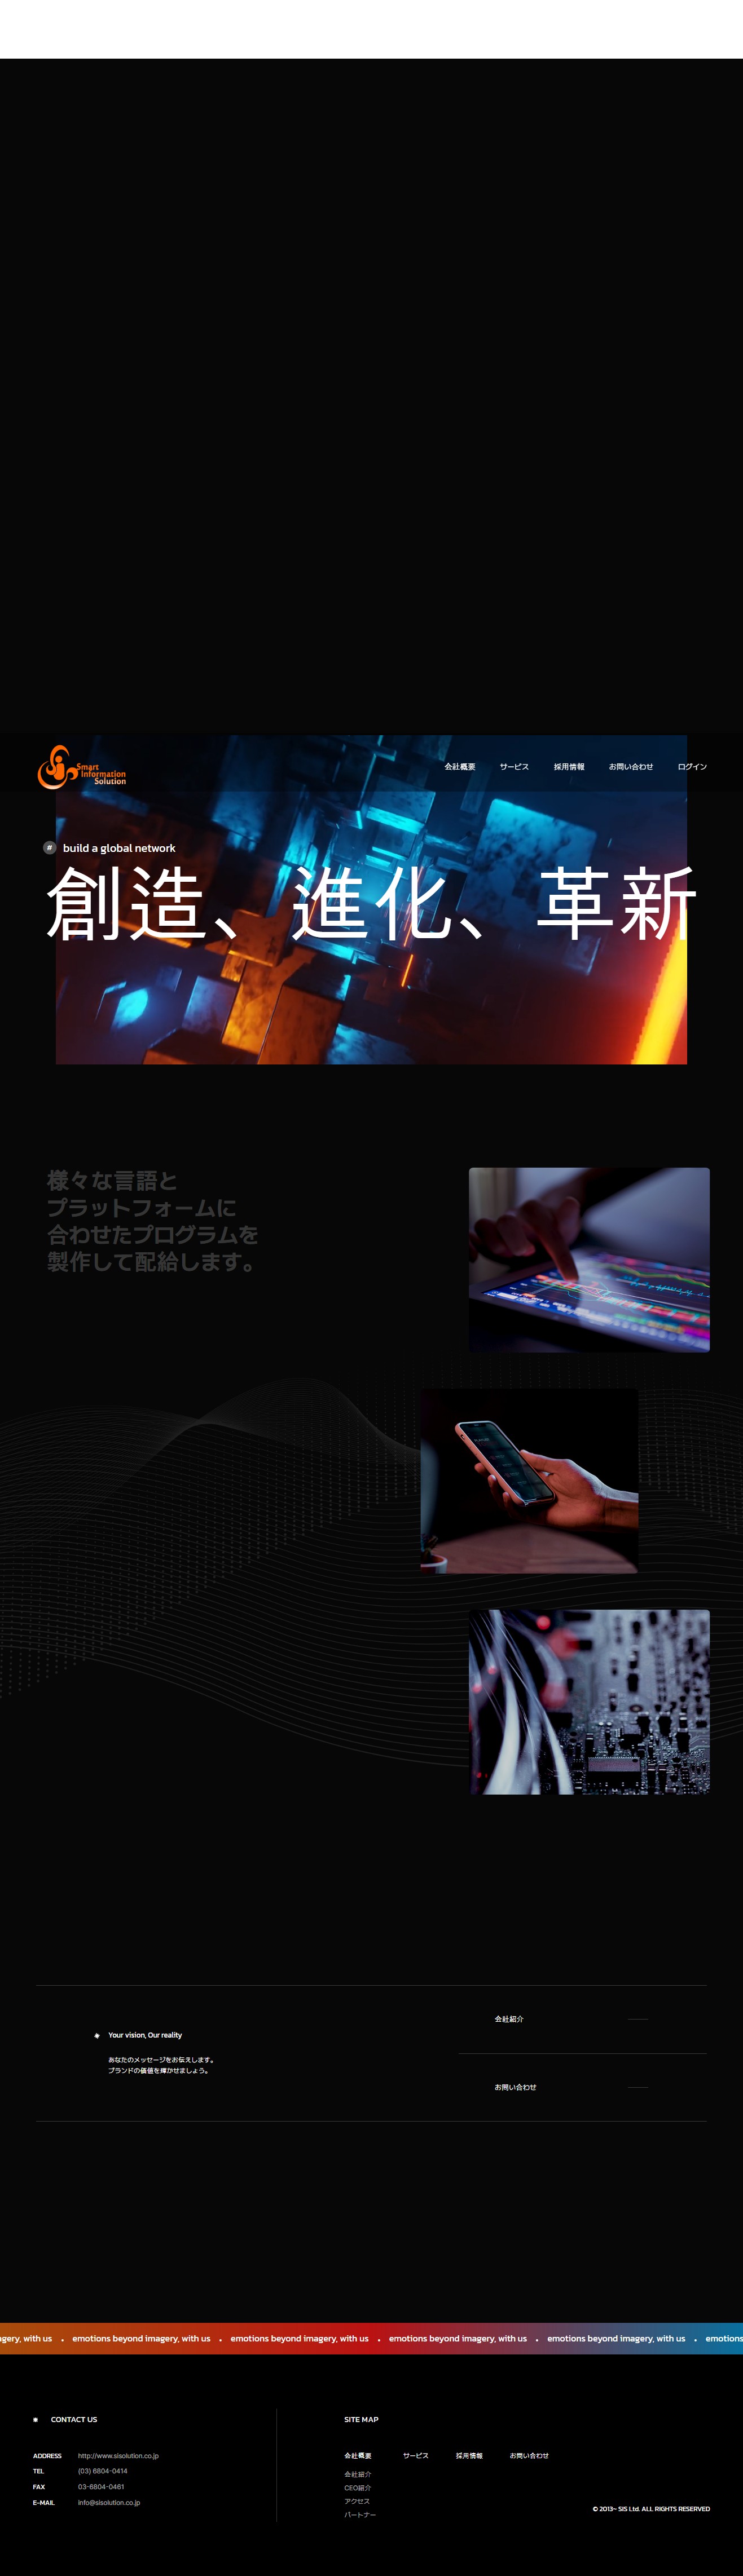 Smart
Information
Solution
会社概要 サービス 採用情報 お問い合わせ ログイン
# build a global network
創造、進化、革新
様々な言語と
プラットフォームに
合わせたプログラムを
製作して配給します。
Your vision, Our reality
あなたのメッセージをお伝えします。
ブランドの価値を輝かせましょう。
会社紹介
お問い合わせ
agery, with us • emotions beyond imagery, with us • emotions beyond imagery, with us • emotions beyond imagery, with us • emotions beyond imagery, with us • emotions
CONTACT US
ADDRESS http://www.sisolution.co.jp
TEL (03) 6804-0414
FAX 03-6804-0461
E-MAIL info@sisolution.co.jp
SITE MAP
会社概要 サービス 採用情報 お問い合わせ
会社紹介
CEO紹介
アクセス
パートナー
© 2013~ SIS Ltd. ALL RIGHTS RESERVED